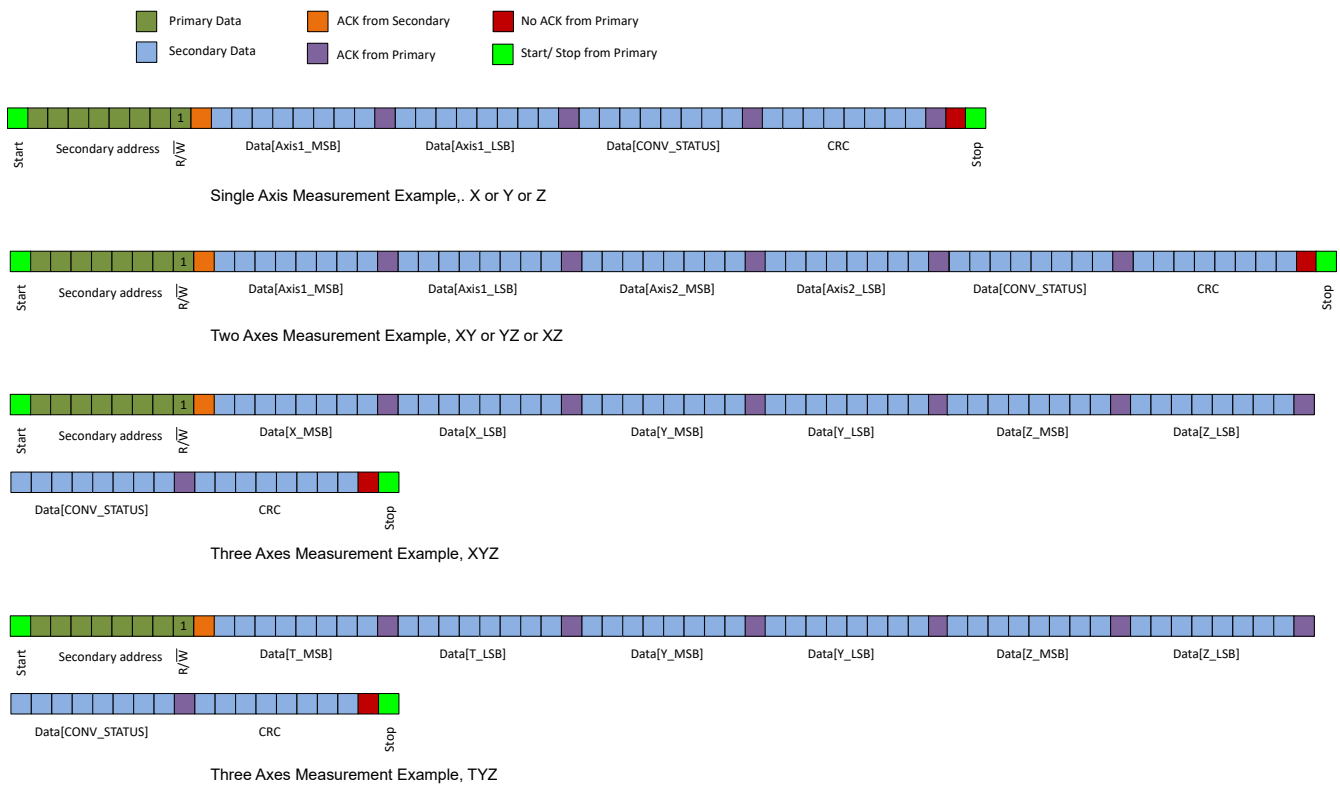 Primary Data ACK from Secondary No ACK from Primary
Secondary Data ACK from Primary Start/ Stop from Primary
1
Start Secondary address R/W Data[Axis1_MSB] Data[Axis1_LSB] Data[CONV_STATUS] CRC Stop
Single Axis Measurement Example,. X or Y or Z
1
Start Secondary address R/W Data[Axis1_MSB] Data[Axis1_LSB] Data[Axis2_MSB] Data[Axis2_LSB] Data[CONV_STATUS] CRC Stop
Two Axes Measurement Example, XY or YZ or XZ
1
Start Secondary address R/W Data[X_MSB] Data[X_LSB] Data[Y_MSB] Data[Y_LSB] Data[Z_MSB] Data[Z_LSB]
Data[CONV_STATUS] CRC Stop
Three Axes Measurement Example, XYZ
1
Start Secondary address R/W Data[T_MSB] Data[T_LSB] Data[Y_MSB] Data[Y_LSB] Data[Z_MSB] Data[Z_LSB]
Data[CONV_STATUS] CRC Stop
Three Axes Measurement Example, TYZ